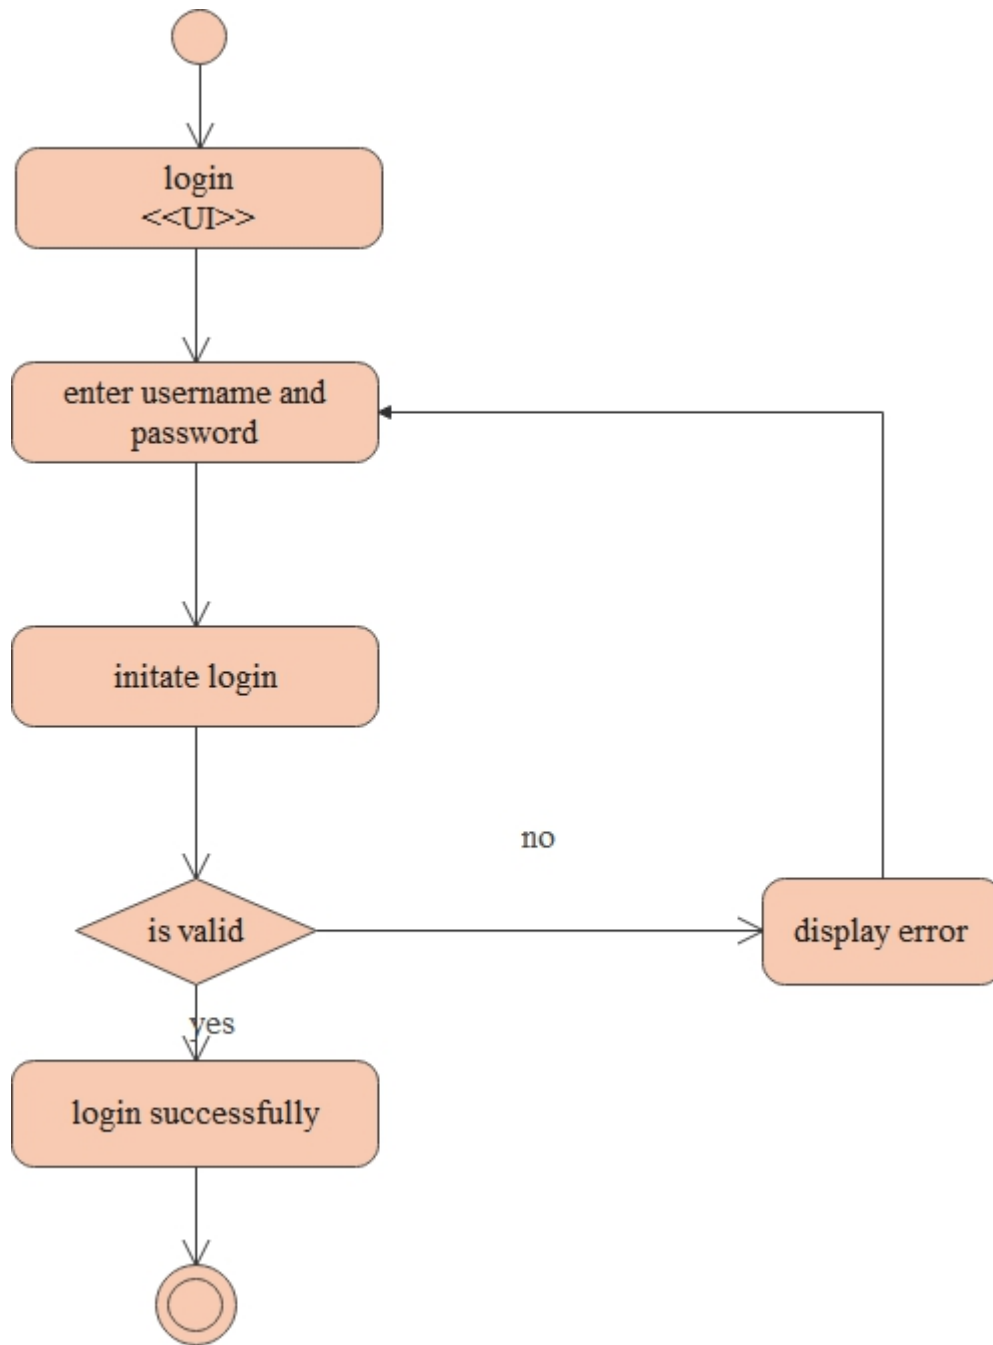 login
<<UI>>
enter username and
password
initate login
no
is valid
display error
yes
login successfully